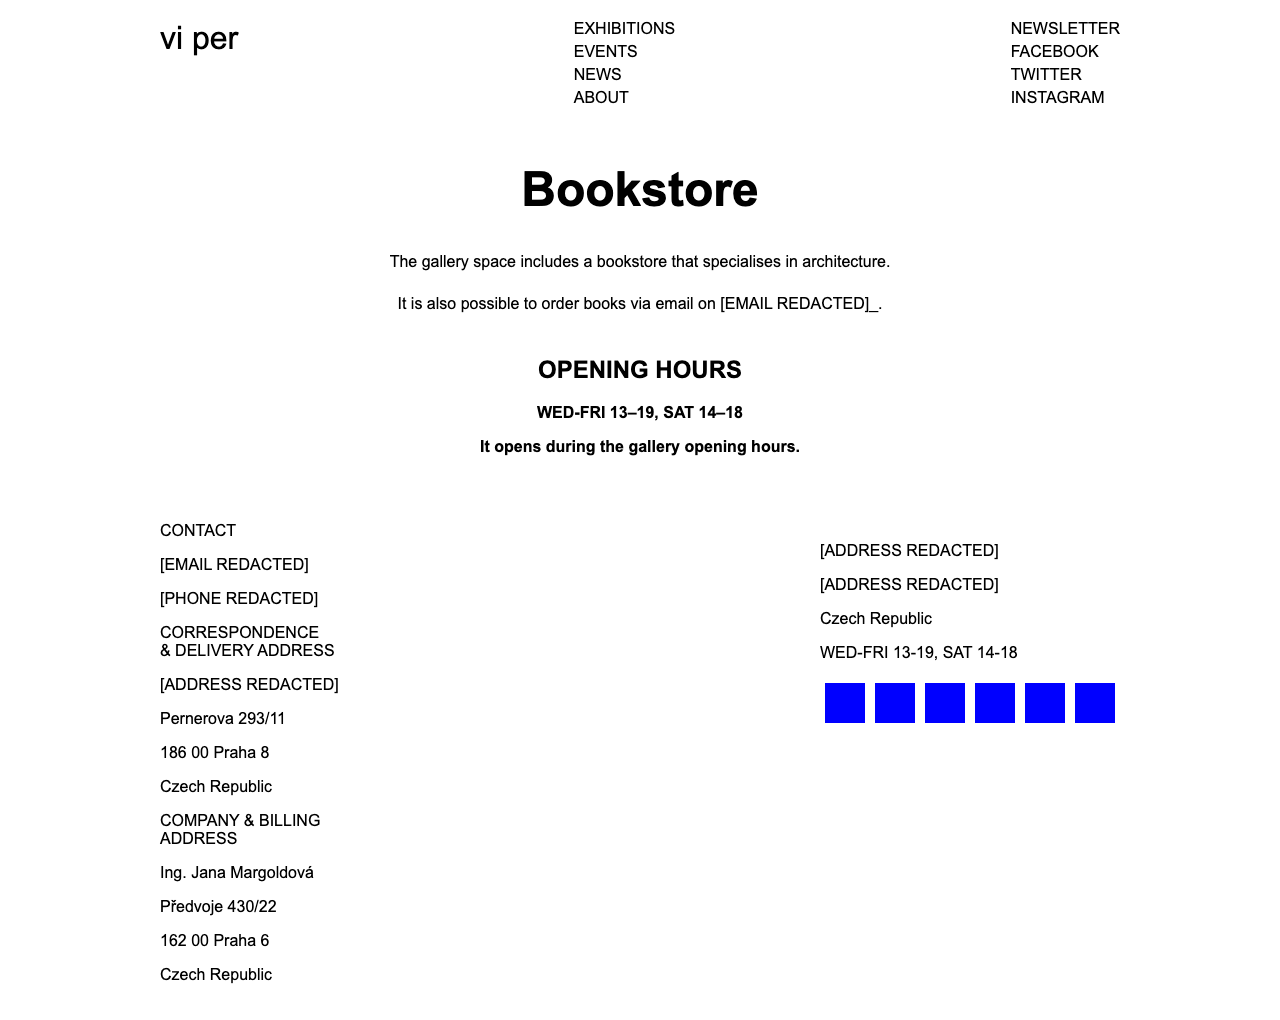 vi per
EXHIBITIONS
EVENTS
NEWS
ABOUT
NEWSLETTER
FACEBOOK
TWITTER
INSTAGRAM
Bookstore
The gallery space includes a bookstore that specialises in architecture.
It is also possible to order books via email on [EMAIL REDACTED]_.
OPENING HOURS
WED-FRI 13–19, SAT 14–18
It opens during the gallery opening hours.
CONTACT
[EMAIL REDACTED]
[PHONE REDACTED]
CORRESPONDENCE
& DELIVERY ADDRESS
[ADDRESS REDACTED]
Pernerova 293/11
186 00 Praha 8
Czech Republic
COMPANY & BILLING
ADDRESS
Ing. Jana Margoldová
Předvoje 430/22
162 00 Praha 6
Czech Republic
[ADDRESS REDACTED]
[ADDRESS REDACTED]
Czech Republic
WED-FRI 13-19, SAT 14-18